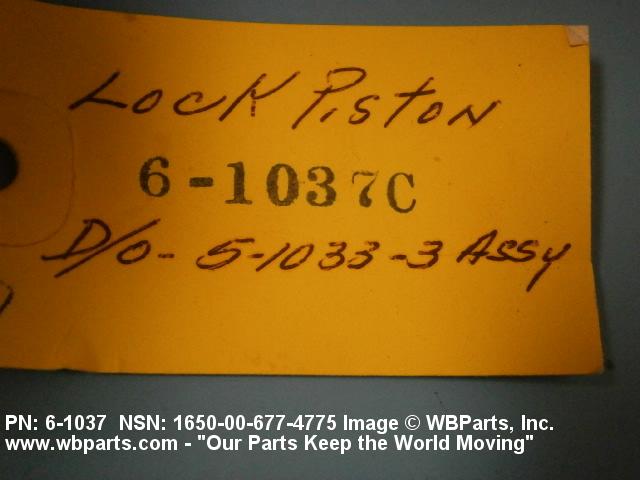 Lock Piston
6-1037C
D/O- 5-1033-3 Assy
PN: 6-1037 NSN: 1650-00-677-4775 Image © WBParts, Inc.
www.wbparts.com - "Our Parts Keep the World Moving"